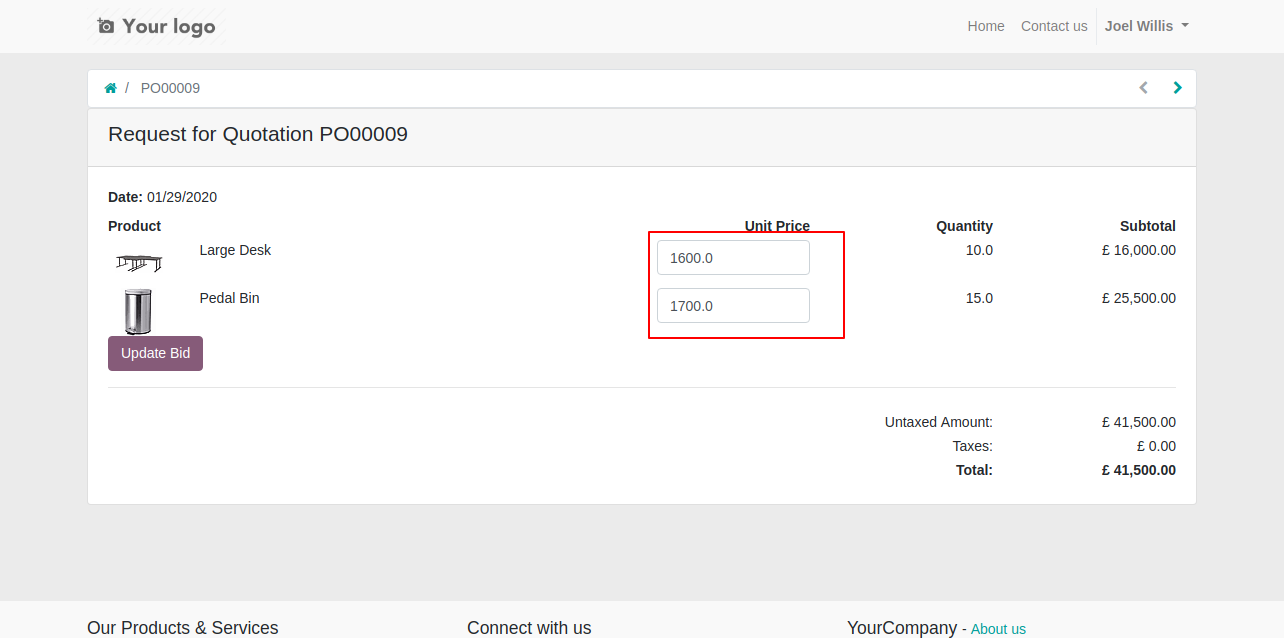 Your logo
Home Contact us Joel Willis
/ PO00009
Request for Quotation PO00009
Date: 01/29/2020
Product Unit Price Quantity Subtotal
Large Desk 1600.0 10.0 £ 16,000.00
Pedal Bin 1700.0 15.0 £ 25,500.00
Update Bid
Untaxed Amount: £ 41,500.00
Taxes: £ 0.00
Total: £ 41,500.00
Our Products & Services Connect with us YourCompany - About us